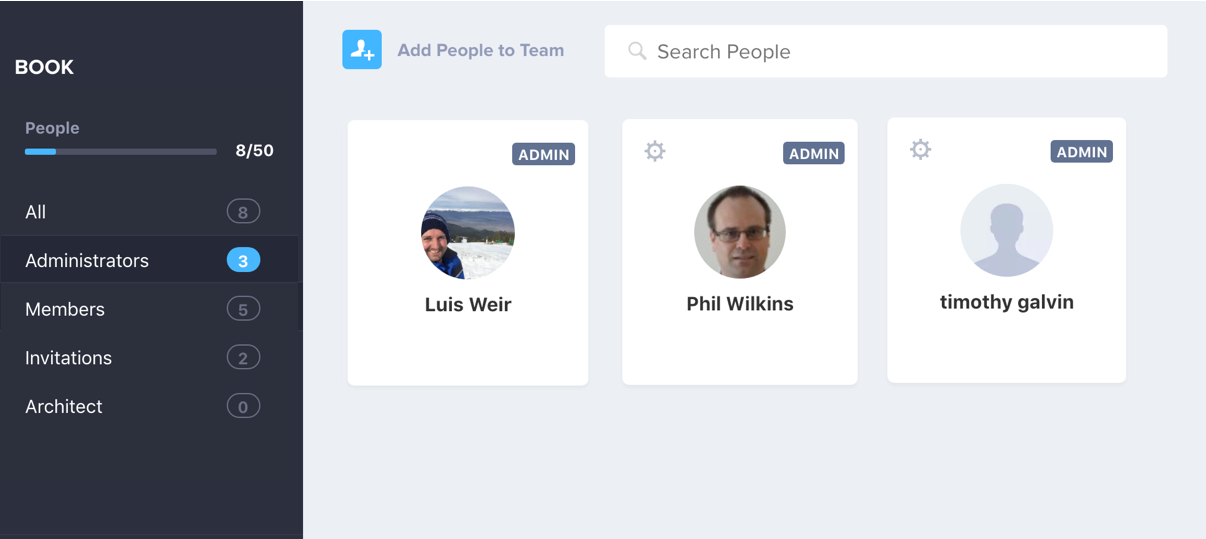 BOOK
People
8/50
All 8
Administrators 3
Members 5
Invitations 2
Architect 0
Add People to Team
Search People
ADMIN
Luis Weir
ADMIN
Phil Wilkins
ADMIN
timothy galvin